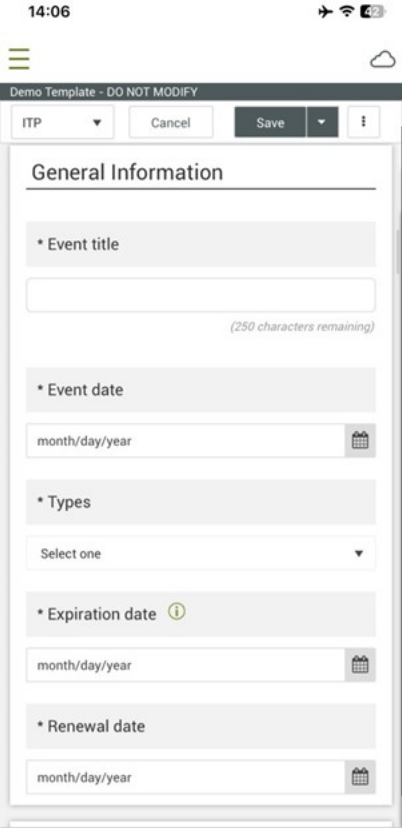 14:06
42
Demo Template - DO NOT MODIFY
ITP Cancel Save
General Information
* Event title
(250 characters remaining)
* Event date
month/day/year
* Types
Select one
* Expiration date
month/day/year
* Renewal date
month/day/year